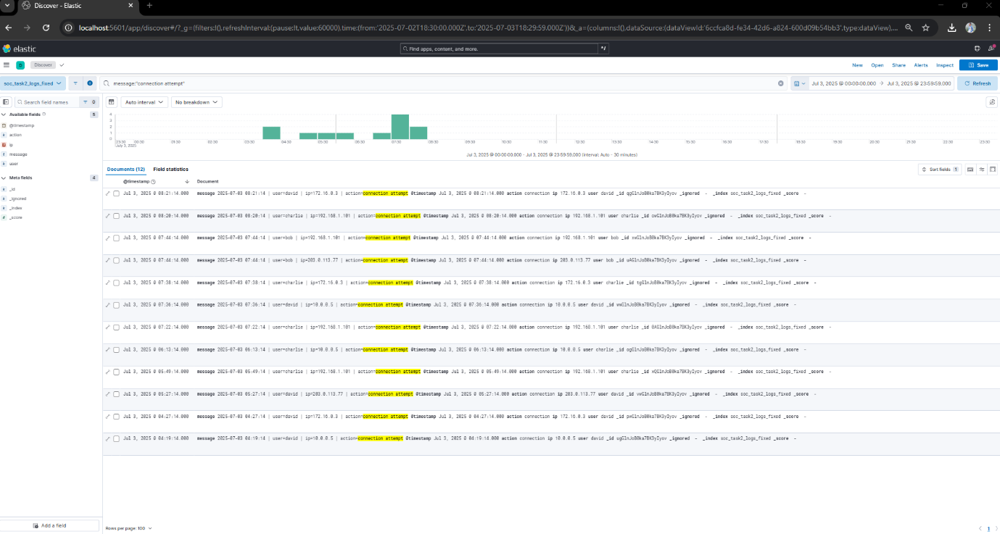 Discover - Elastic
localhost:5601/app/discover#/?_g=(filters:!(),refreshInterval:(pause:!t,value:60000),time:(from:'2025-07-02T18:30:00.000Z',to:'2025-07-03T18:29:59.000Z'))&_a=(columns:!(),dataSource:(dataViewId:'6ccfca8d-fe34-42d6-a824-600d09b54bb3',type:dataView),...
elastic
Find apps, content, and more.
D Discover
New Open Share Alerts Inspect Save
soc_task2_logs_fixed
message:"connection attempt"
Jul 3, 2025 @ 00:00:00.000 → Jul 3, 2025 @ 23:59:59.000
Refresh
Search field names 0
Auto interval No breakdown
Available fields 5
@timestamp
action
ip
message
user
Meta fields 4
_id
_ignored
_index
_score
Add a field
4
3
2
1
0
23:30 00:30 01:30 02:30 03:30 04:30 05:30 06:30 07:30 08:30 09:30 10:30 11:30 12:30 13:30 14:30 15:30 16:30 17:30 18:30 19:30 20:30 21:30 22:30 23:30
July 3, 2025
Jul 3, 2025 @ 00:00:00.000 - Jul 3, 2025 @ 23:59:59.000 (interval: Auto - 30 minutes)
Documents (12) Field statistics
Sort fields 1
@timestamp Document
Jul 3, 2025 @ 08:21:14.000 message 2025-07-03 08:21:14 | user=david | ip=172.16.0.3 | action=connection attempt @timestamp Jul 3, 2025 @ 08:21:14.000 action connection ip 172.16.0.3 user david _id _ignored - _index soc_task2_logs_fixed _score -
Jul 3, 2025 @ 08:20:14.000 message 2025-07-03 08:20:14 | user=charlie | ip=192.168.1.101 | action=connection attempt @timestamp Jul 3, 2025 @ 08:20:14.000 action connection ip 192.168.1.101 user charlie _id _ignored - _index soc_task2_logs_fixed _score -
Jul 3, 2025 @ 07:44:14.000 message 2025-07-03 07:44:14 | user=bob | ip=192.168.1.101 | action=connection attempt @timestamp Jul 3, 2025 @ 07:44:14.000 action connection ip 192.168.1.101 user bob _id _ignored - _index soc_task2_logs_fixed _score -
Jul 3, 2025 @ 07:44:14.000 message 2025-07-03 07:44:14 | user=bob | ip=203.0.113.77 | action=connection attempt @timestamp Jul 3, 2025 @ 07:44:14.000 action connection ip 203.0.113.77 user bob _id _ignored - _index soc_task2_logs_fixed _score -
Jul 3, 2025 @ 07:38:14.000 message 2025-07-03 07:38:14 | user=charlie | ip=172.16.0.3 | action=connection attempt @timestamp Jul 3, 2025 @ 07:38:14.000 action connection ip 172.16.0.3 user charlie _id _ignored - _index soc_task2_logs_fixed _score -
Jul 3, 2025 @ 07:36:14.000 message 2025-07-03 07:36:14 | user=david | ip=10.0.0.5 | action=connection attempt @timestamp Jul 3, 2025 @ 07:36:14.000 action connection ip 10.0.0.5 user david _id _ignored - _index soc_task2_logs_fixed _score -
Jul 3, 2025 @ 07:22:14.000 message 2025-07-03 07:22:14 | user=charlie | ip=192.168.1.101 | action=connection attempt @timestamp Jul 3, 2025 @ 07:22:14.000 action connection ip 192.168.1.101 user charlie _id _ignored - _index soc_task2_logs_fixed _score -
Jul 3, 2025 @ 06:13:14.000 message 2025-07-03 06:13:14 | user=charlie | ip=10.0.0.5 | action=connection attempt @timestamp Jul 3, 2025 @ 06:13:14.000 action connection ip 10.0.0.5 user charlie _id _ignored - _index soc_task2_logs_fixed _score -
Jul 3, 2025 @ 05:49:14.000 message 2025-07-03 05:49:14 | user=charlie | ip=192.168.1.101 | action=connection attempt @timestamp Jul 3, 2025 @ 05:49:14.000 action connection ip 192.168.1.101 user charlie _id _ignored - _index soc_task2_logs_fixed _score -
Jul 3, 2025 @ 05:27:14.000 message 2025-07-03 05:27:14 | user=david | ip=203.0.113.77 | action=connection attempt @timestamp Jul 3, 2025 @ 05:27:14.000 action connection ip 203.0.113.77 user david _id _ignored - _index soc_task2_logs_fixed _score -
Jul 3, 2025 @ 04:27:14.000 message 2025-07-03 04:27:14 | user=david | ip=172.16.0.3 | action=connection attempt @timestamp Jul 3, 2025 @ 04:27:14.000 action connection ip 172.16.0.3 user david _id _ignored - _index soc_task2_logs_fixed _score -
Jul 3, 2025 @ 04:19:14.000 message 2025-07-03 04:19:14 | user=david | ip=10.0.0.5 | action=connection attempt @timestamp Jul 3, 2025 @ 04:19:14.000 action connection ip 10.0.0.5 user david _id _ignored - _index soc_task2_logs_fixed _score -
Rows per page: 100
1